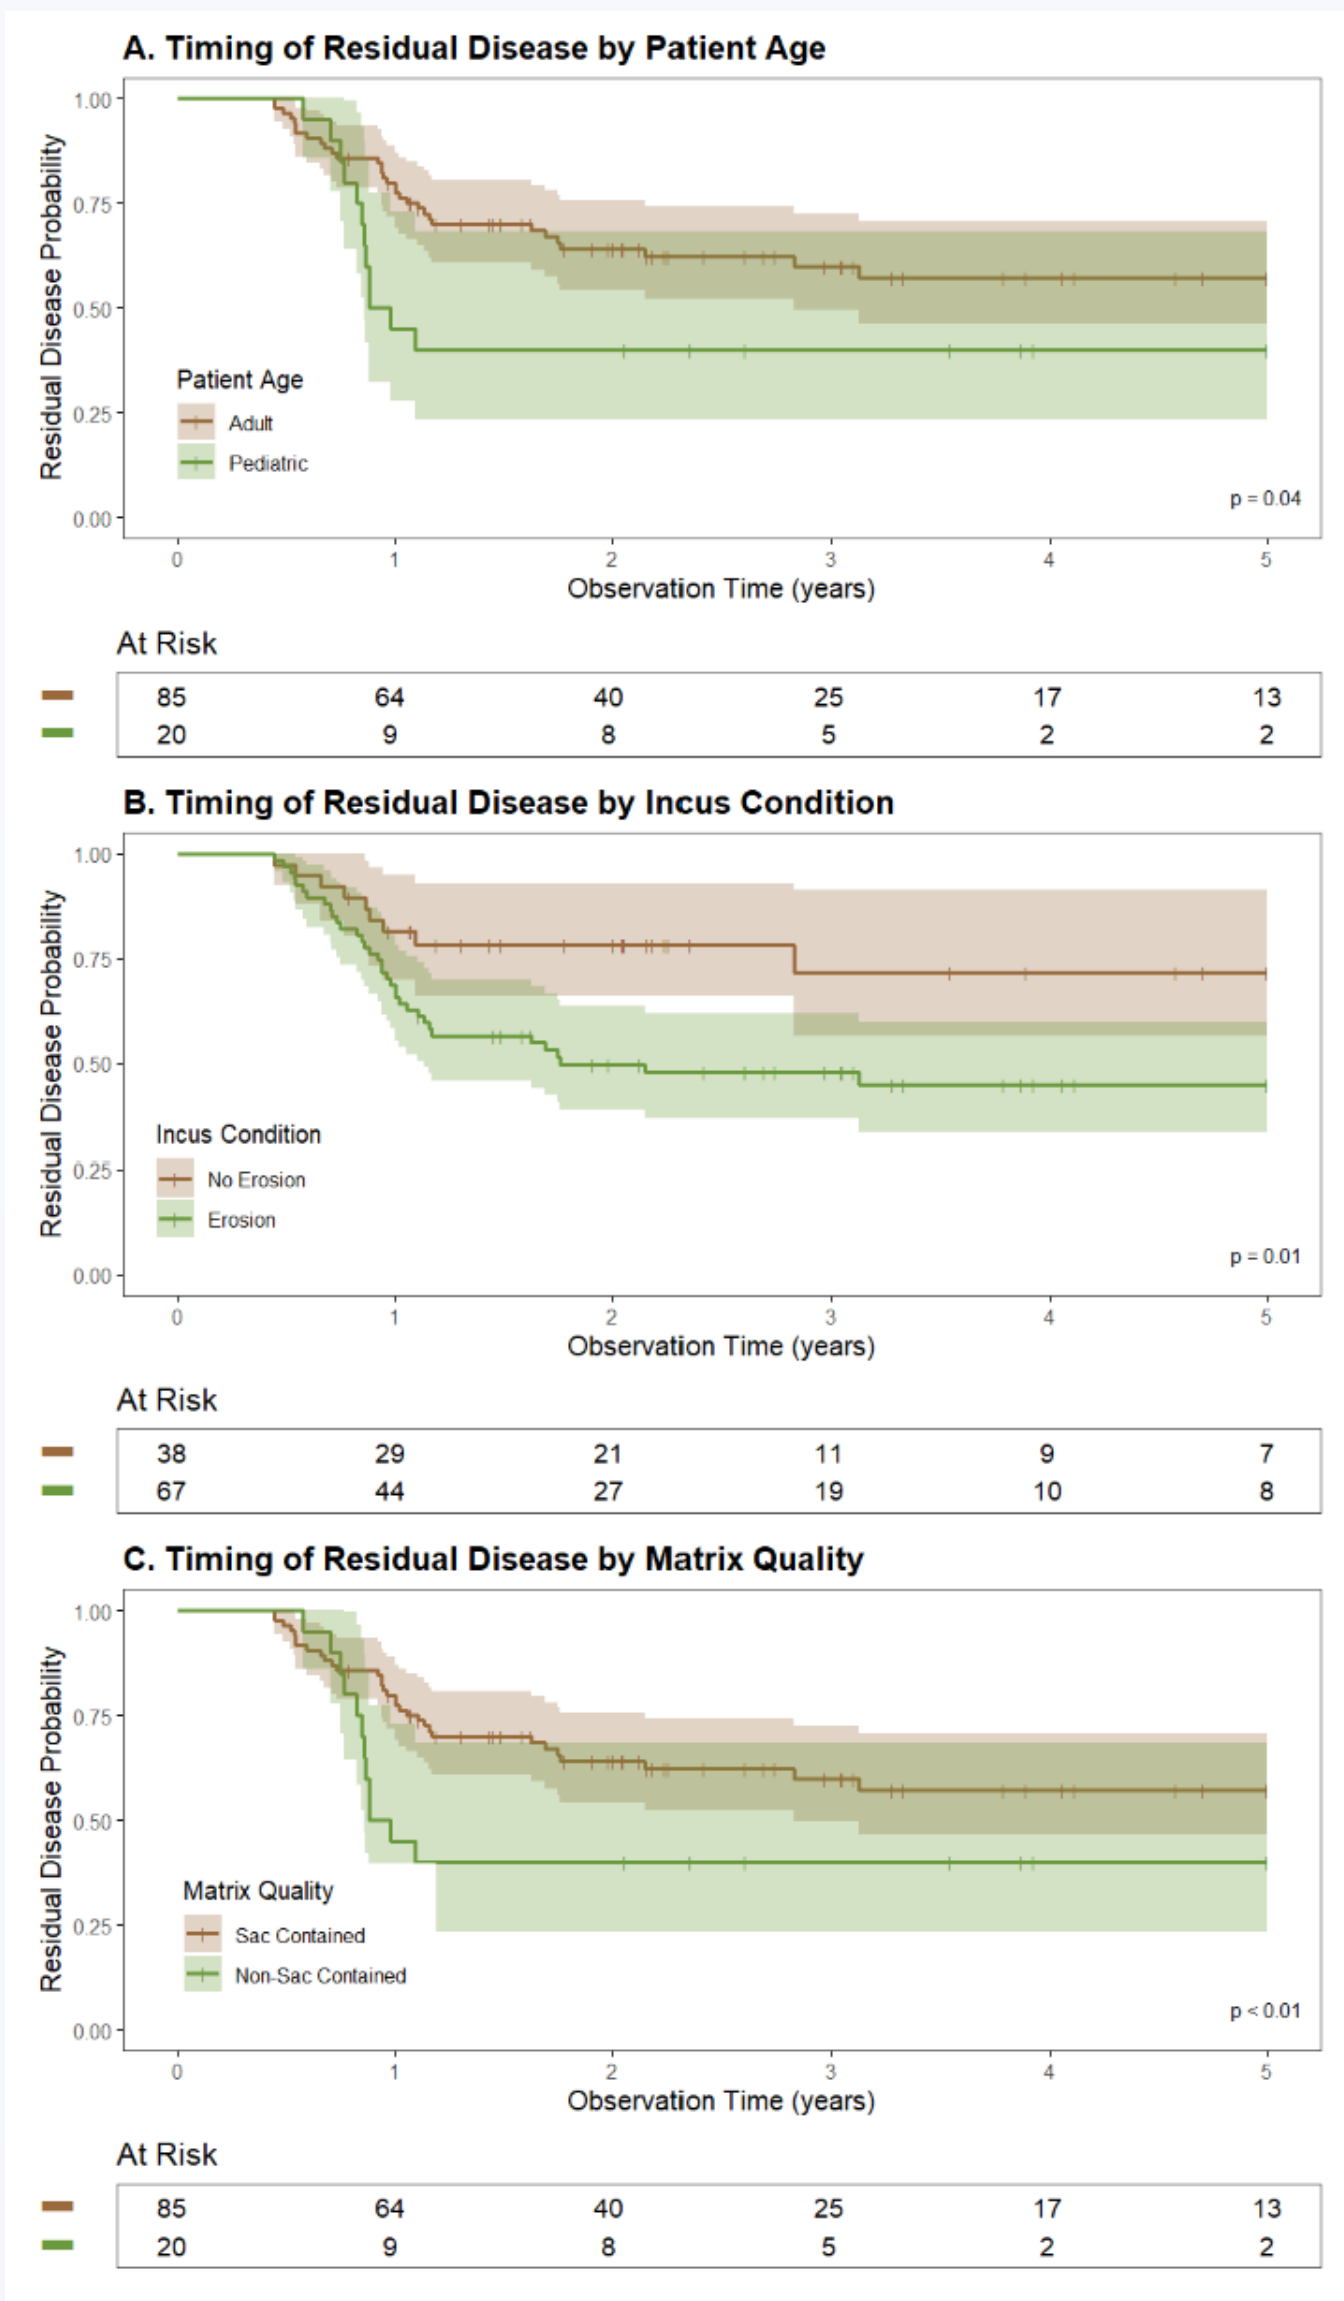 A. Timing of Residual Disease by Patient Age
Residual Disease Probability
1.00
0.75
0.50
0.25
0.00
Patient Age
Adult
Pediatric
p = 0.04
0 1 2 3 4 5
Observation Time (years)
At Risk
85 64 40 25 17 13
20 9 8 5 2 2
B. Timing of Residual Disease by Incus Condition
Residual Disease Probability
1.00
0.75
0.50
0.25
0.00
Incus Condition
No Erosion
Erosion
p = 0.01
0 1 2 3 4 5
Observation Time (years)
At Risk
38 29 21 11 9 7
67 44 27 19 10 8
C. Timing of Residual Disease by Matrix Quality
Residual Disease Probability
1.00
0.75
0.50
0.25
0.00
Matrix Quality
Sac Contained
Non-Sac Contained
p < 0.01
0 1 2 3 4 5
Observation Time (years)
At Risk
85 64 40 25 17 13
20 9 8 5 2 2